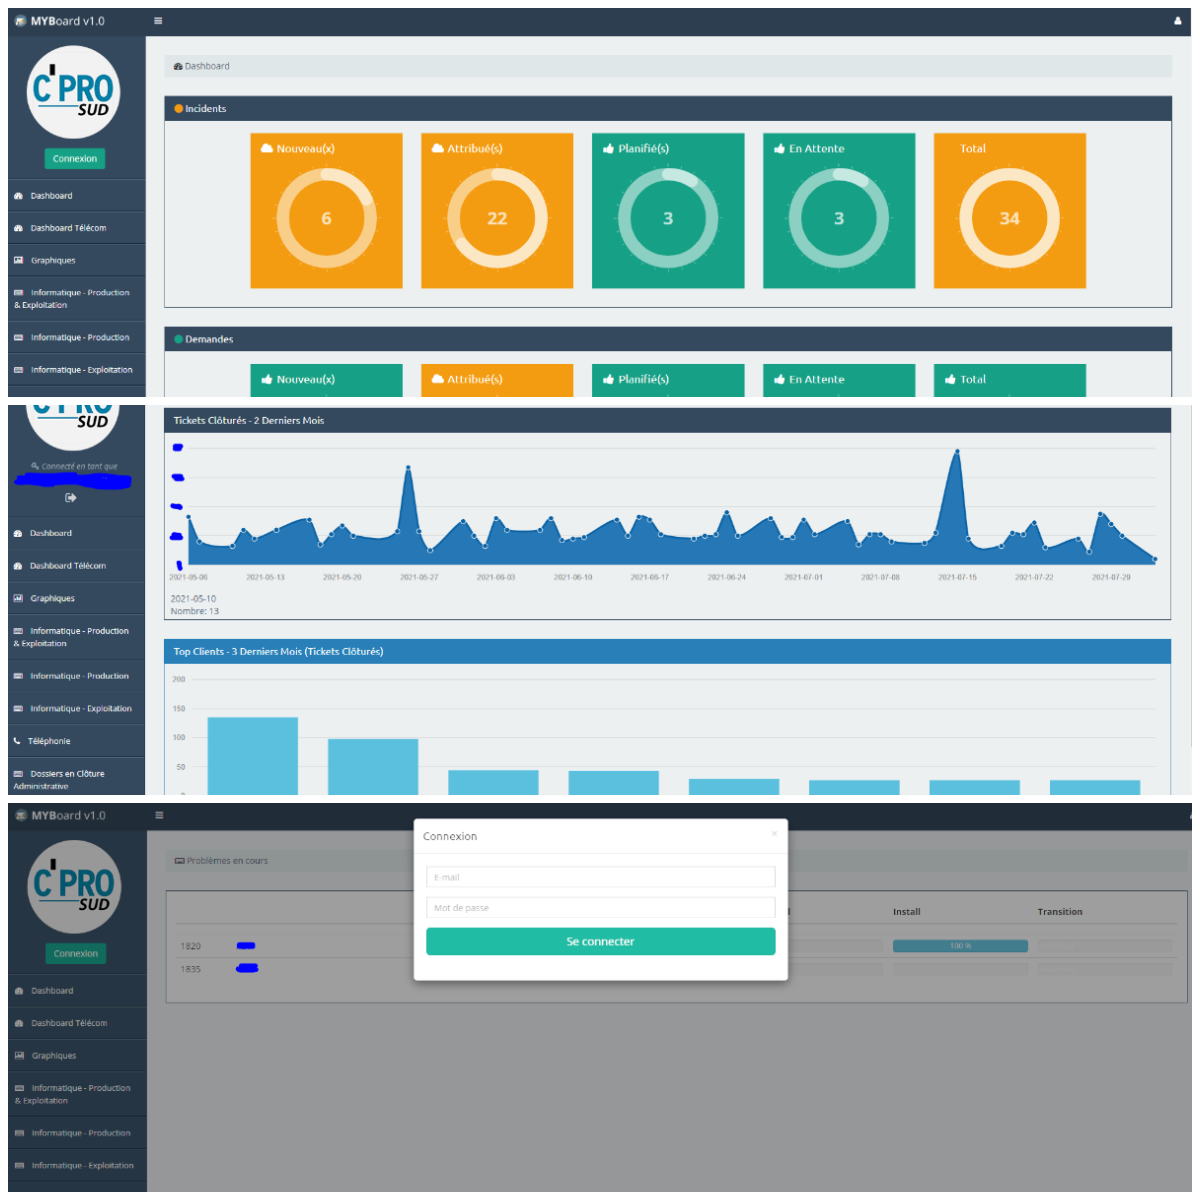 MYBoard v1.0
C'PRO
SUD
Connexion
Dashboard
Dashboard Télécom
Graphiques
Informatique - Production
& Exploitation
Informatique - Production
Informatique - Exploitation
Dashboard
Incidents
Nouveau(x)
Attribué(s)
Planifié(s)
En Attente
Total
6
22
3
3
34
Demandes
Nouveau(x)
Attribué(s)
Planifié(s)
En Attente
Total
C'PRO
SUD
Connecté en tant que
Dashboard
Dashboard Télécom
Graphiques
Informatique - Production
& Exploitation
Informatique - Production
Informatique - Exploitation
Téléphonie
Dossiers en Clôture
Administrative
Tickets Clôturés - 2 Derniers Mois
2021-05-06
2021-05-13
2021-05-20
2021-05-27
2021-06-03
2021-06-10
2021-06-17
2021-06-24
2021-07-01
2021-07-08
2021-07-15
2021-07-22
2021-07-29
2021-05-10
Nombre: 13
Top Clients - 3 Derniers Mois (Tickets Clôturés)
200
150
100
50
MYBoard v1.0
C'PRO
SUD
Connexion
Dashboard
Dashboard Télécom
Graphiques
Informatique - Production
& Exploitation
Informatique - Production
Informatique - Exploitation
Problèmes en cours
Install
Transition
1820
100 %
1835
Connexion
×
E-mail
Mot de passe
Se connecter